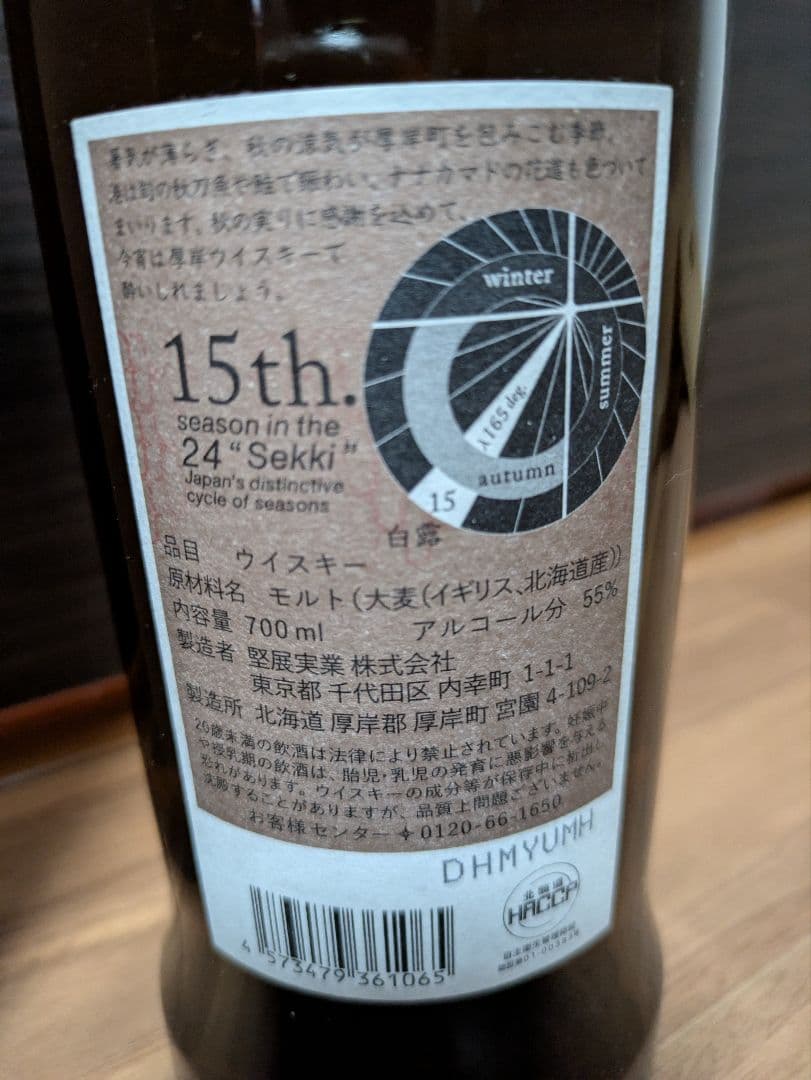 暑気が薄らぎ、秋の涼気が厚岸町を包みこむ季節。
港は旬の秋刀魚や鮭で賑わい、ナナカマドの花道も色づいて
まいります。秋の実りに感謝を込めて、
今宵は厚岸ウイスキーで
酔いしれましょう。
winter
summer
autumn
λ165 deg.
15
15th.
season in the
24 "Sekki"
Japan's distinctive
cycle of seasons
白露
品目 ウイスキー
原材料名 モルト(大麦(イギリス、北海道産))
内容量 700ml アルコール分 55%
製造者 堅展実業 株式会社
東京都 千代田区 内幸町 1-1-1
製造所 北海道 厚岸郡 厚岸町 宮園 4-109-2
20歳未満の飲酒は法律により禁止されています。妊娠中
や授乳期の飲酒は、胎児・乳児の発育に悪影響を与える
恐れがあります。ウイスキーの成分等が保存中に析出し
沈殿することがありますが、品質上問題ございません。
お客様センター 0120-66-1650
DHMYUMH
4 573479 361065
北海道
HACCP